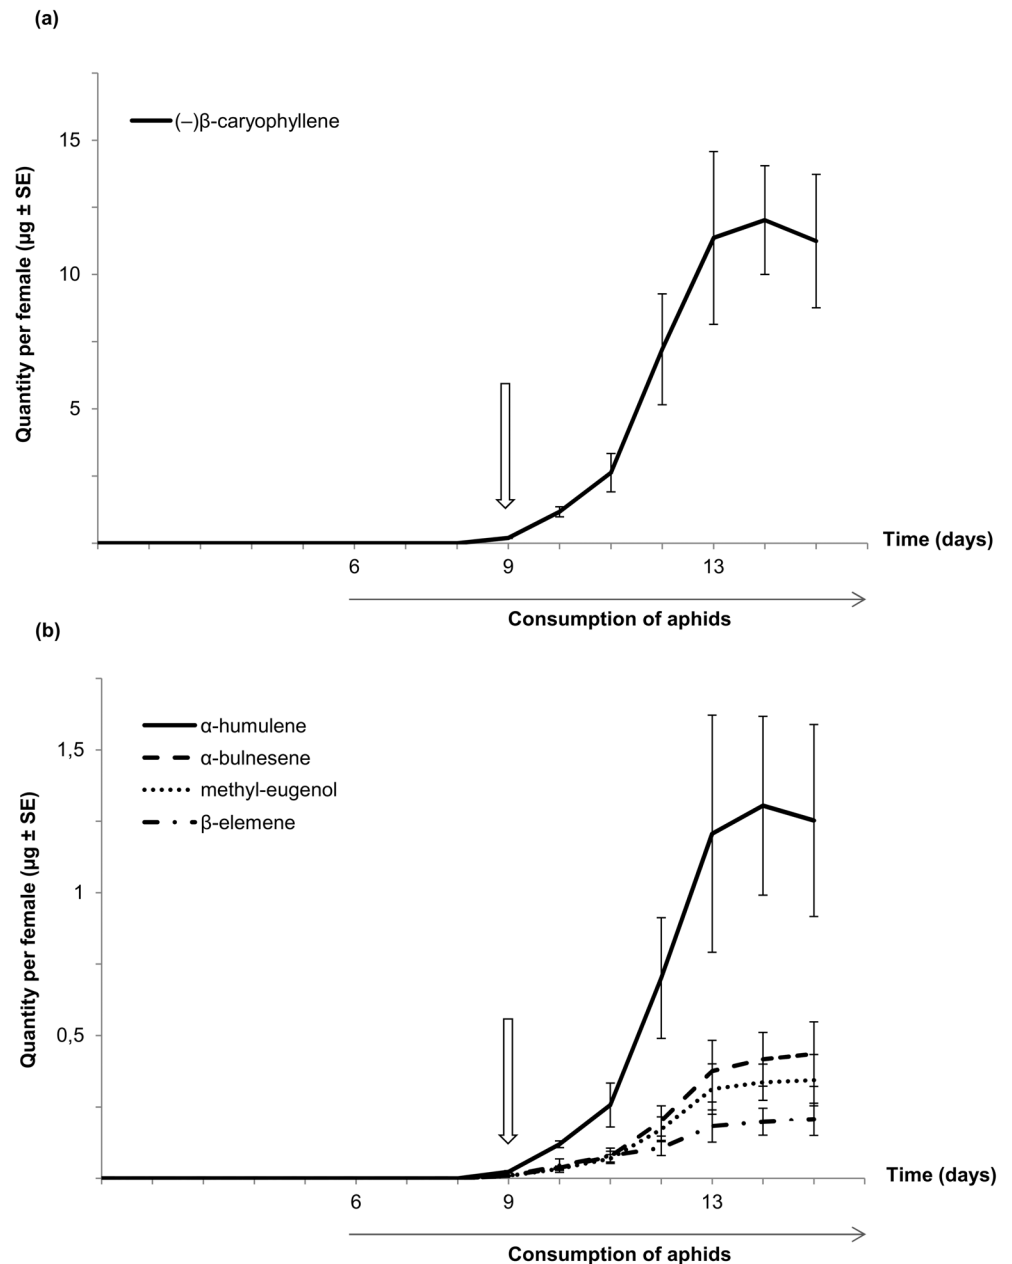 (a)
(–)β-caryophyllene
15
10
5
Quantity per female (µg ± SE)
6
9
13
Time (days)
Consumption of aphids
(b)
α-humulene
α-bulnesene
methyl-eugenol
β-elemene
1,5
1
0,5
Quantity per female (µg ± SE)
6
9
13
Time (days)
Consumption of aphids